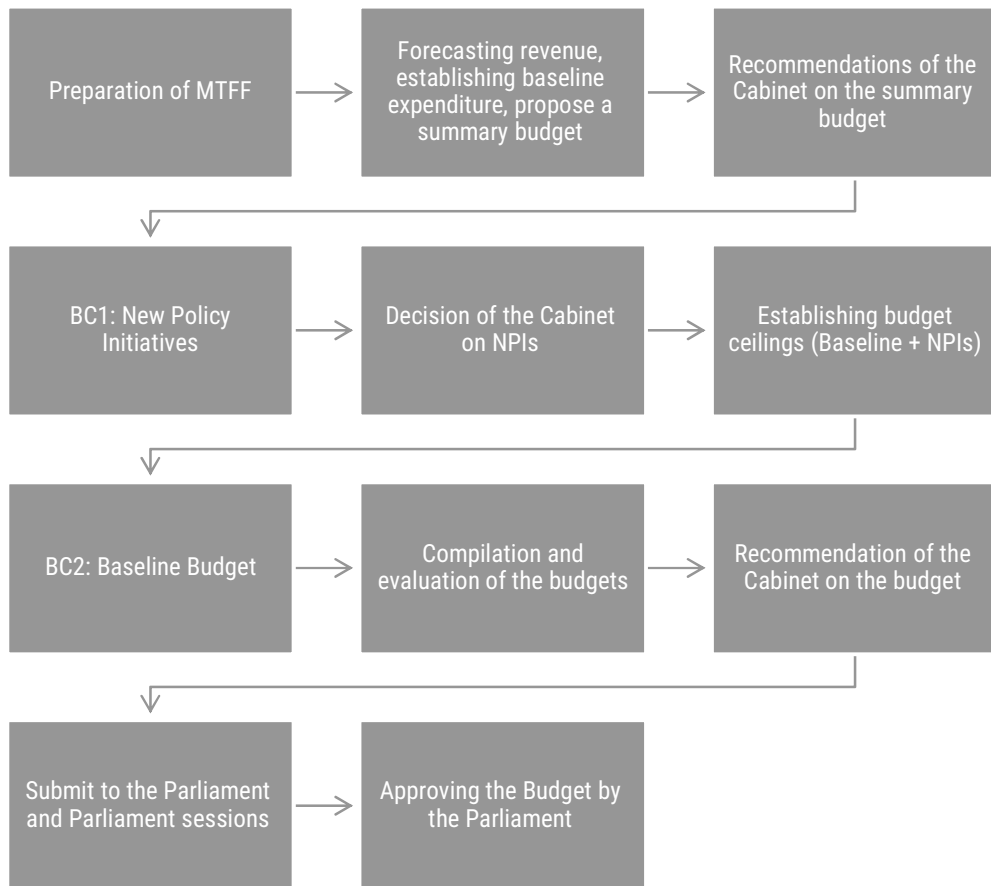 Preparation of MTFF
Forecasting revenue,
establishing baseline
expenditure, propose a
summary budget
Recommendations of the
Cabinet on the summary
budget
BC1: New Policy
Initiatives
Decision of the Cabinet
on NPIs
Establishing budget
ceilings (Baseline + NPIs)
BC2: Baseline Budget
Compilation and
evaluation of the budgets
Recommendation of the
Cabinet on the budget
Submit to the Parliament
and Parliament sessions
Approving the Budget by
the Parliament